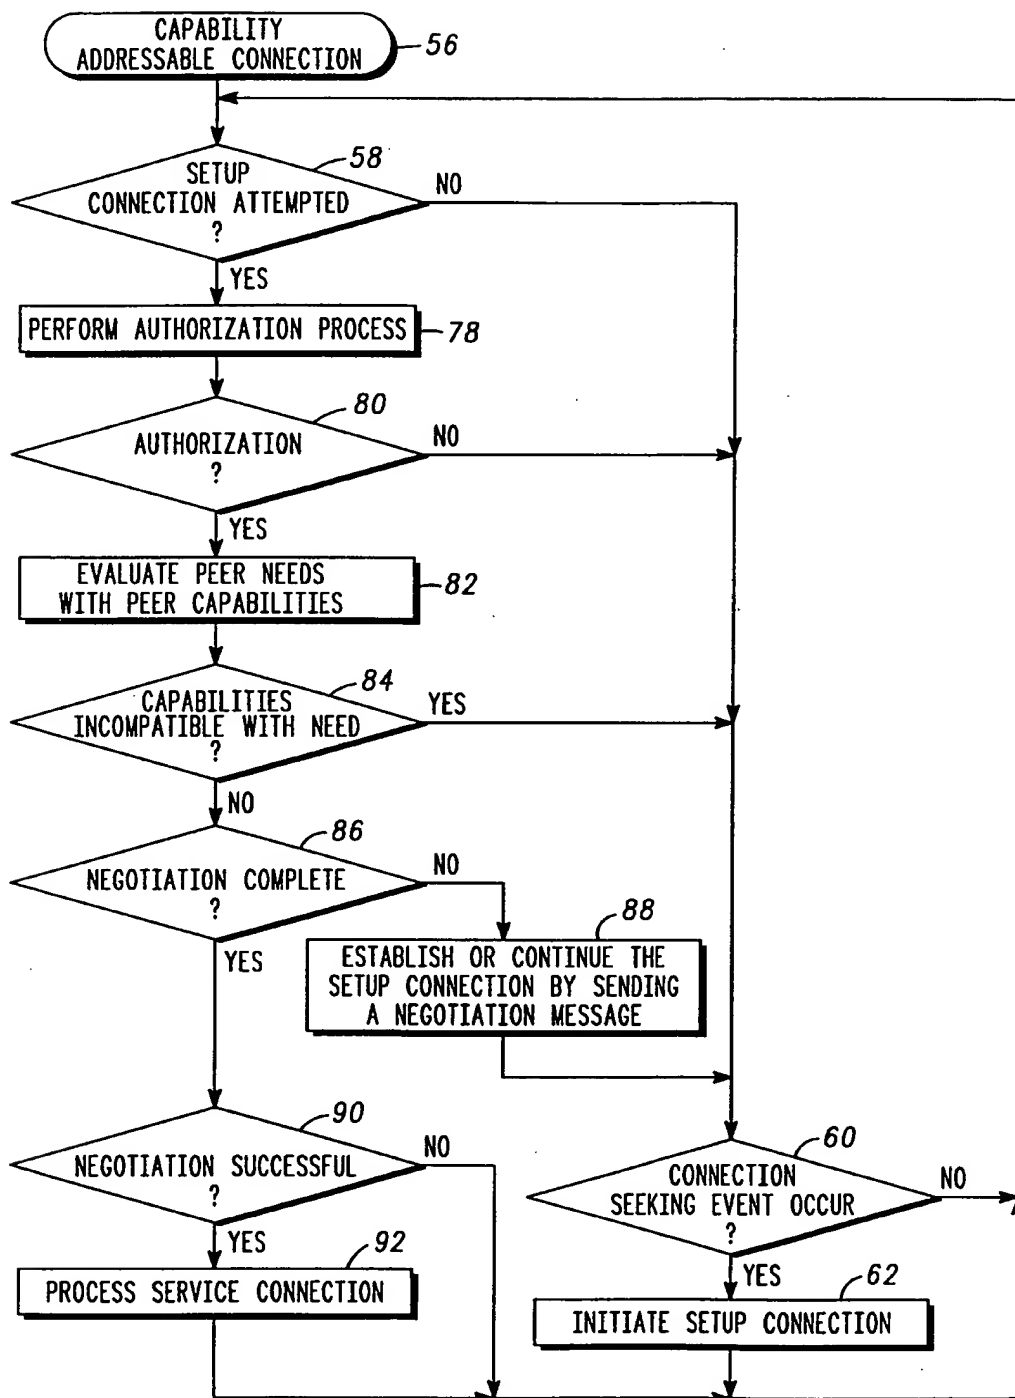 CAPABILITY
ADDRESSABLE CONNECTION
56
58
SETUP
CONNECTION ATTEMPTED
?
NO
YES
PERFORM AUTHORIZATION PROCESS
78
80
AUTHORIZATION
?
NO
YES
EVALUATE PEER NEEDS
WITH PEER CAPABILITIES
82
84
CAPABILITIES
INCOMPATIBLE WITH NEED
?
YES
NO
86
NEGOTIATION COMPLETE
?
NO
YES
88
ESTABLISH OR CONTINUE THE
SETUP CONNECTION BY SENDING
A NEGOTIATION MESSAGE
90
NEGOTIATION SUCCESSFUL
?
NO
YES
92
PROCESS SERVICE CONNECTION
60
CONNECTION
SEEKING EVENT OCCUR
?
NO
YES
62
INITIATE SETUP CONNECTION